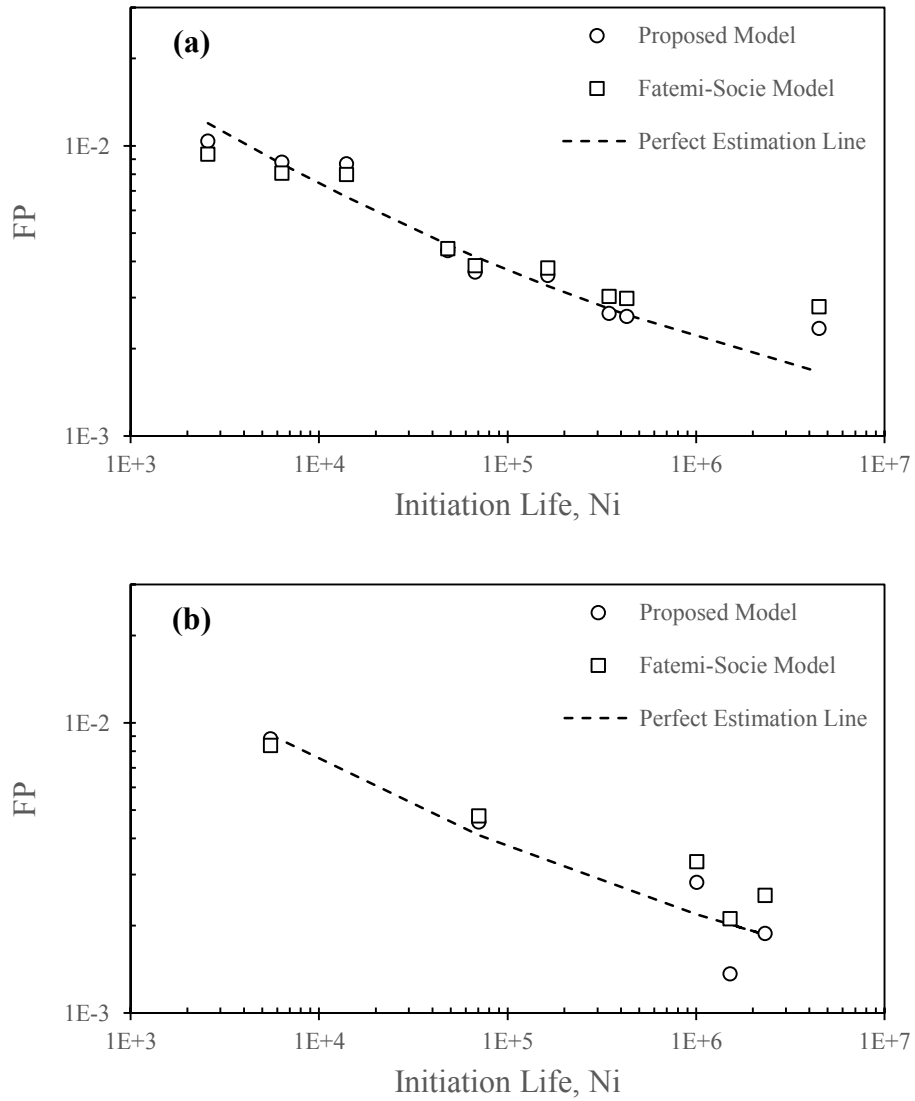 (a)
Proposed Model
Fatemi-Socie Model
Perfect Estimation Line
1E-2
1E-3
FP
1E+3 1E+4 1E+5 1E+6 1E+7
Initiation Life, Ni
(b)
Proposed Model
Fatemi-Socie Model
Perfect Estimation Line
1E-2
1E-3
FP
1E+3 1E+4 1E+5 1E+6 1E+7
Initiation Life, Ni